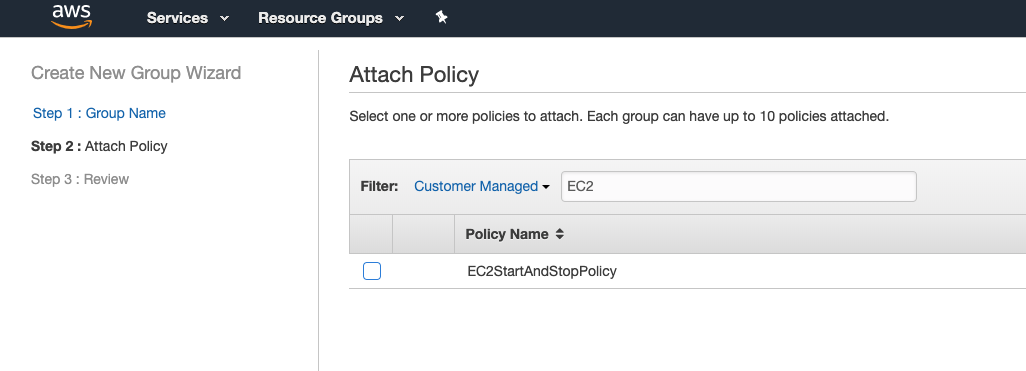 aws Services Resource Groups
Create New Group Wizard
Step 1 : Group Name
Step 2 : Attach Policy
Step 3 : Review
Attach Policy
Select one or more policies to attach. Each group can have up to 10 policies attached.
Filter: Customer Managed EC2
Policy Name
EC2StartAndStopPolicy